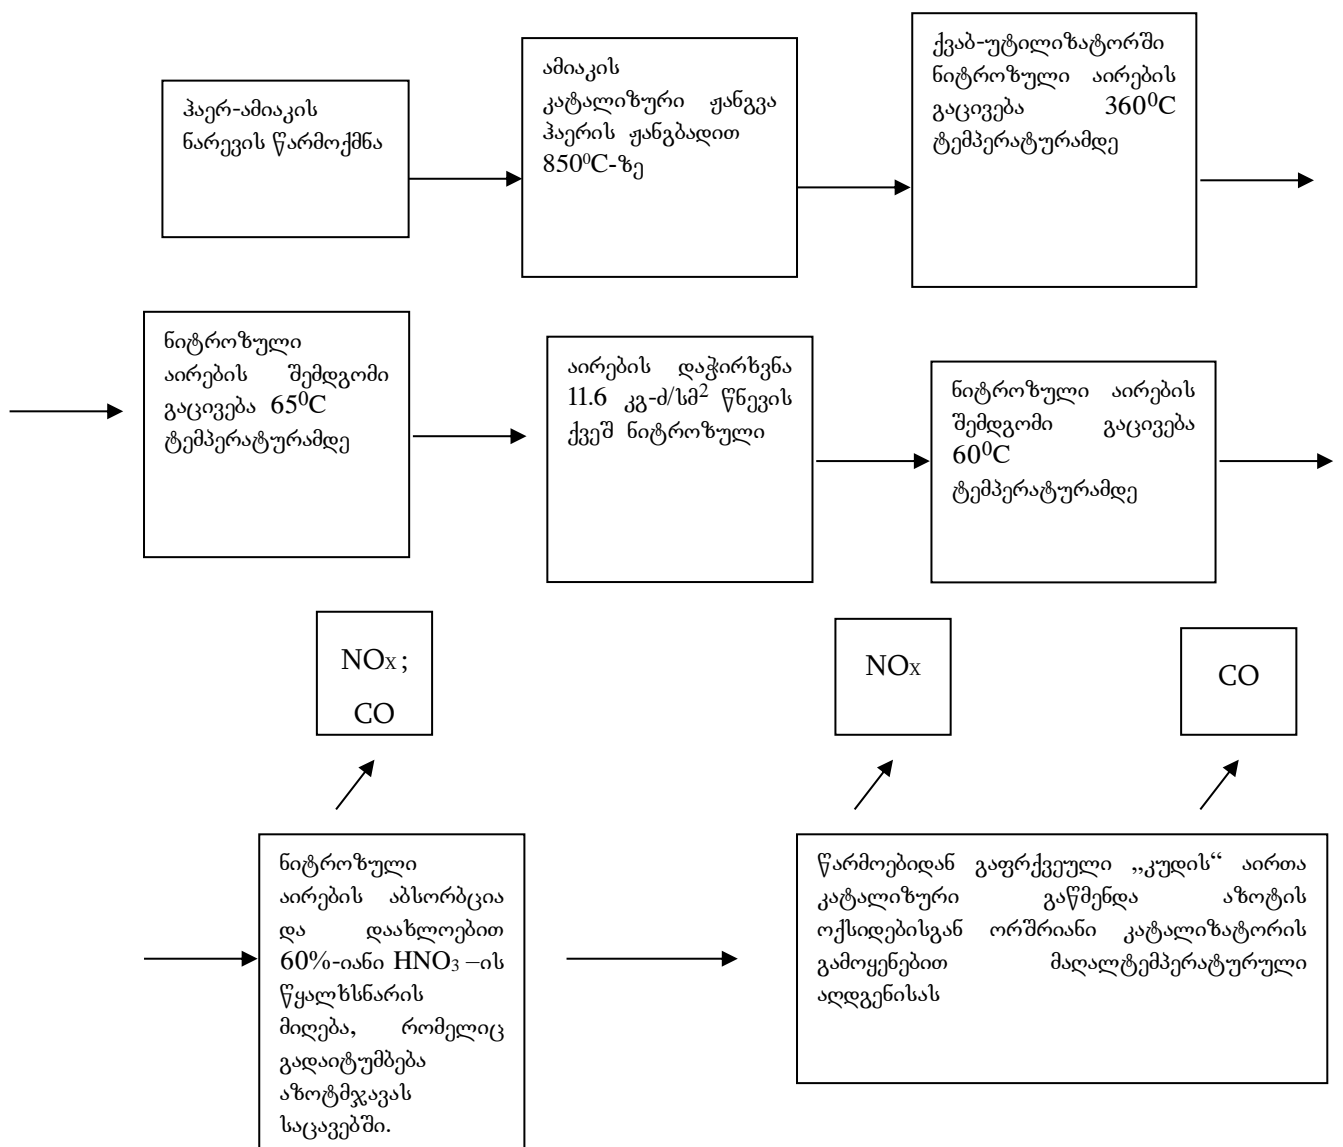 ჰაერ-ამიაკის
ნარევის წარმოქმნა
ამიაკის
კატალიზური ჟანგვა
ჰაერის ჟანგბადით
850⁰C-ზე
ქვაბ-უტილიზატორში
ნიტროზული აირების
გაცივება 360⁰C
ტემპერატურამდე
ნიტროზული
აირების შემდგომი
გაცივება 65⁰C
ტემპერატურამდე
აირების დაჭირხვნა
11.6 კგ-ძ/სმ² წნევის
ქვეშ ნიტროზული
ნიტროზული აირების
შემდგომი გაცივება
60⁰C
ტემპერატურამდე
NOx;
CO
NOx
CO
ნიტროზული
აირების აბსორბცია
და დაახლოებით
60%-იანი HNO₃ –ის
წყალხსნარის
მიღება, რომელიც
გადაიტუმბება
აზოტმჯავას
საცავებში.
წარმოებიდან გაფრქვეული „კუდის“ აირთა
კატალიზური გაწმენდა აზოტის
ოქსიდებისგან ორშრიანი კატალიზატორის
გამოყენებით მაღალტემპერატურული
აღდგენისას